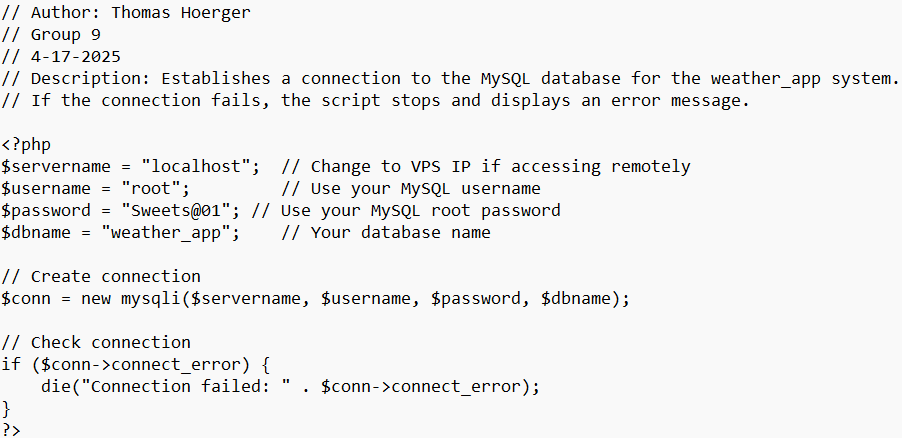 // Author: Thomas Hoerger
// Group 9
// 4-17-2025
// Description: Establishes a connection to the MySQL database for the weather_app system.
// If the connection fails, the script stops and displays an error message.

<?php
$servername = "localhost";  // Change to VPS IP if accessing remotely
$username = "root";         // Use your MySQL username
$password = "Sweets@01"; // Use your MySQL root password
$dbname = "weather_app";    // Your database name

// Create connection
$conn = new mysqli($servername, $username, $password, $dbname);

// Check connection
if ($conn->connect_error) {
    die("Connection failed: " . $conn->connect_error);
}
?>